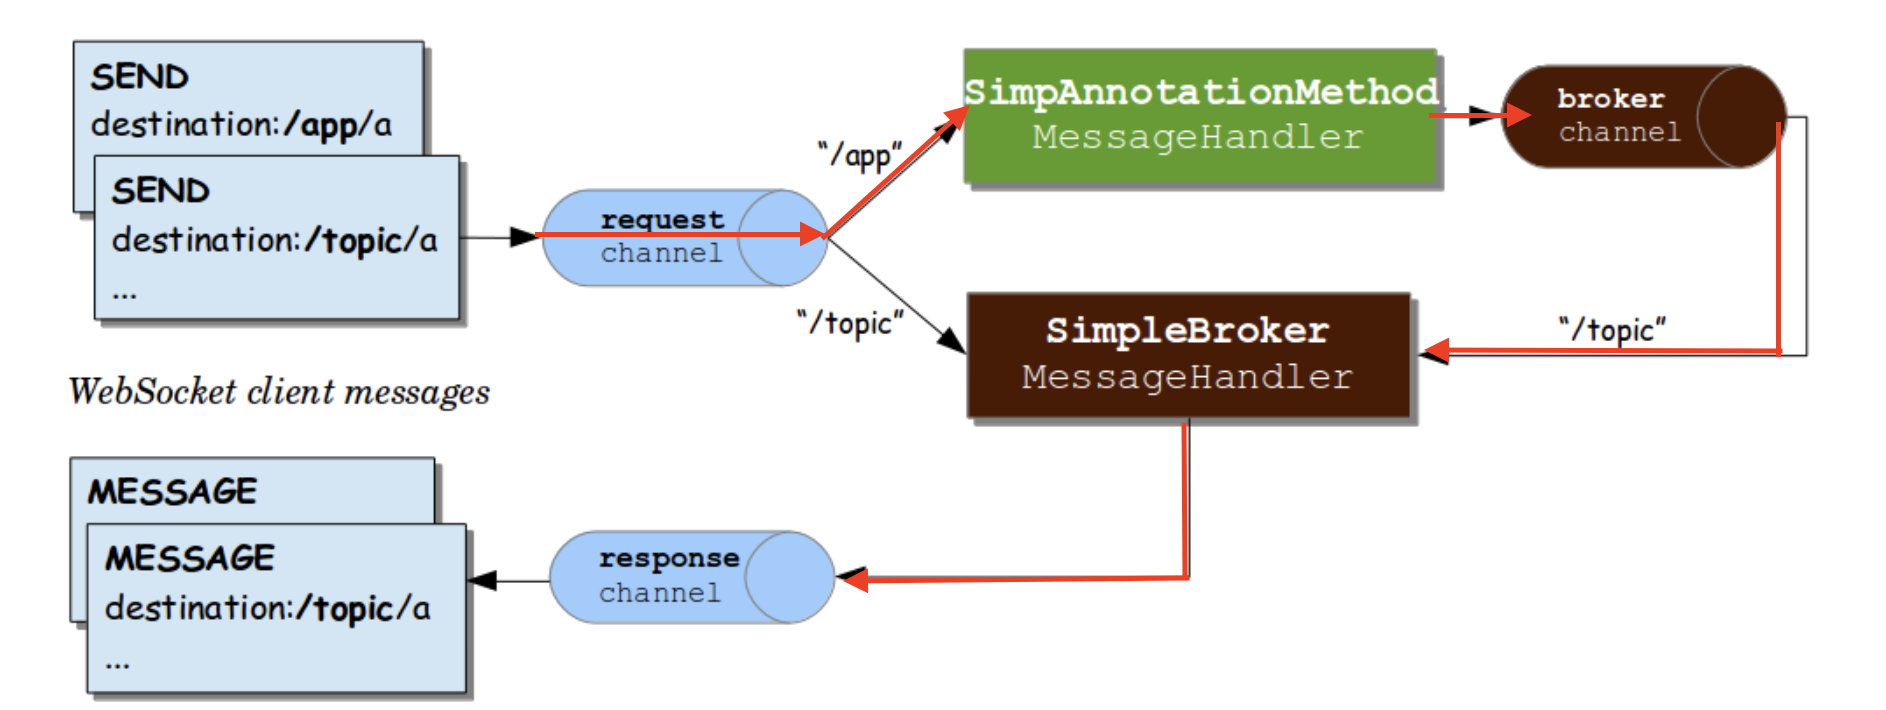 SEND
destination:/app/a
SEND
destination:/topic/a
...
WebSocket client messages
request
channel
"/app"
"/topic"
SimpAnnotationMethod
MessageHandler
broker
channel
SimpleBroker
MessageHandler
"/topic"
MESSAGE
MESSAGE
destination:/topic/a
...
response
channel